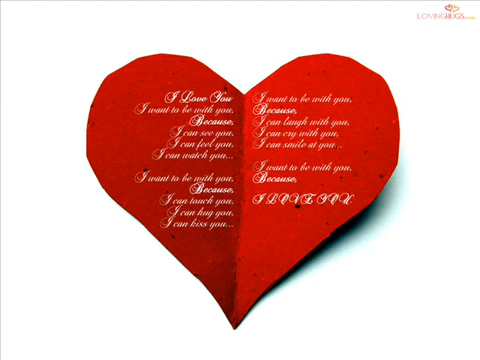 LOVINGHUGS.com
I Love You
I want to be with you,
Because,
I can see you,
I can feel you,
I can watch you...
I want to be with you,
Because,
I can touch you,
I can hug you,
I can kiss you...
I want to be with you,
Because,
I can laugh with you,
I can cry with you,
I can smile at you ..
I want to be with you,
Because,
I LOVE YOU.